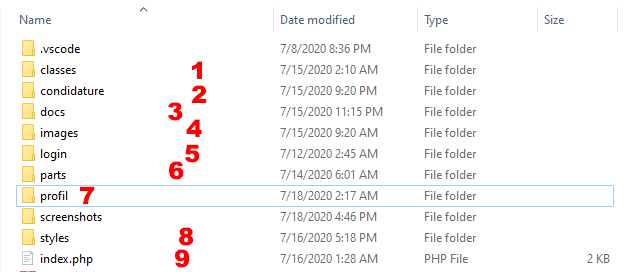 Name Date modified Type Size
.vscode 7/8/2020 8:36 PM File folder
classes 1 7/15/2020 2:10 AM File folder
condidature 2 7/15/2020 9:20 PM File folder
docs 3 7/15/2020 11:15 PM File folder
images 4 7/15/2020 9:20 AM File folder
login 5 7/12/2020 2:45 AM File folder
parts 6 7/14/2020 6:01 AM File folder
profil 7 7/18/2020 2:17 AM File folder
screenshots 7/18/2020 4:46 PM File folder
styles 8 7/16/2020 5:18 PM File folder
index.php 9 7/16/2020 1:28 AM PHP File 2 KB